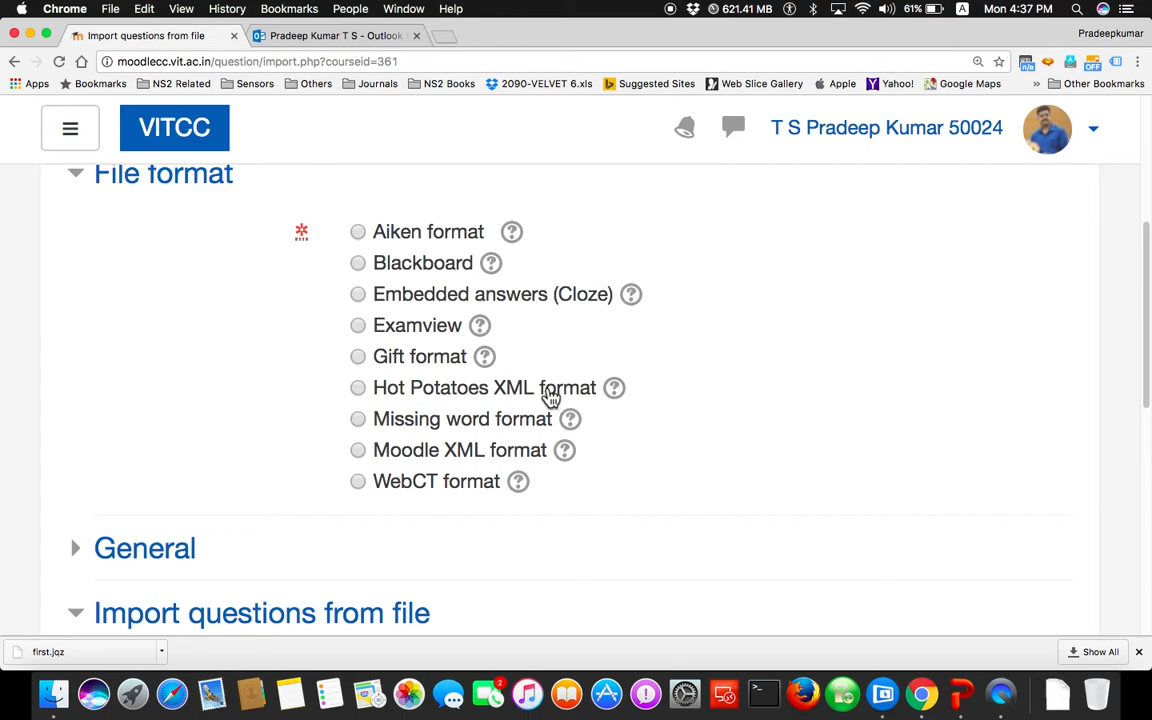 Chrome File Edit View History Bookmarks People Window Help 621.41 MB 61% A Mon 4:37 PM
Import questions from file Pradeep Kumar T S - Outlook Pradeepkumar
moodlecc.vit.ac.in/question/import.php?courseid=361
Apps Bookmarks NS2 Related Sensors Others Journals NS2 Books 2090-VELVET 6.xls Suggested Sites Web Slice Gallery Apple Yahoo! Google Maps » Other Bookmarks
VITCC T S Pradeep Kumar 50024
File format
Aiken format
Blackboard
Embedded answers (Cloze)
Examview
Gift format
Hot Potatoes XML format
Missing word format
Moodle XML format
WebCT format
General
Import questions from file
first.jqz Show All
2